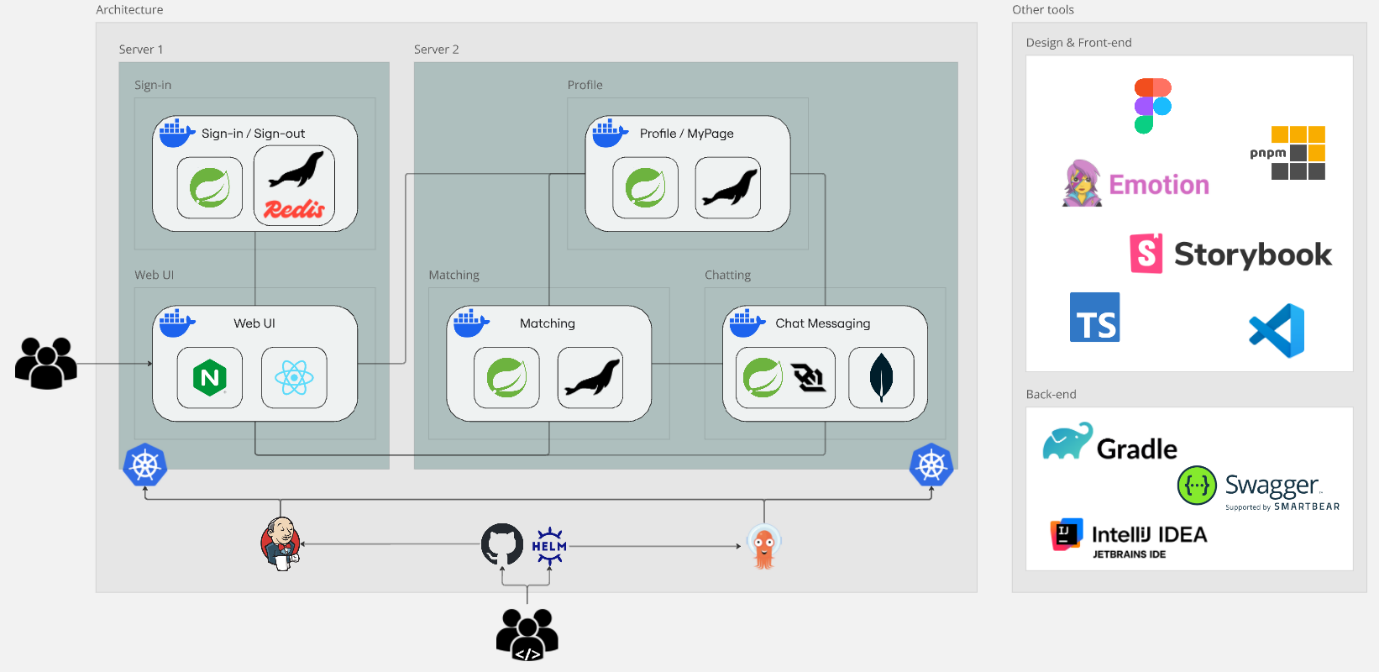 Architecture
Server 1
Server 2
Sign-in
Sign-in / Sign-out
Redis
Profile
Profile / MyPage
Web UI
Web UI
N
Matching
Matching
Chatting
Chat Messaging
HELM
</>
Other tools
Design & Front-end
pnpm
Emotion
S Storybook
TS
Back-end
Gradle
{···} Swagger™
Supported by SMARTBEAR
IJ IntelliJ IDEA
JETBRAINS IDE